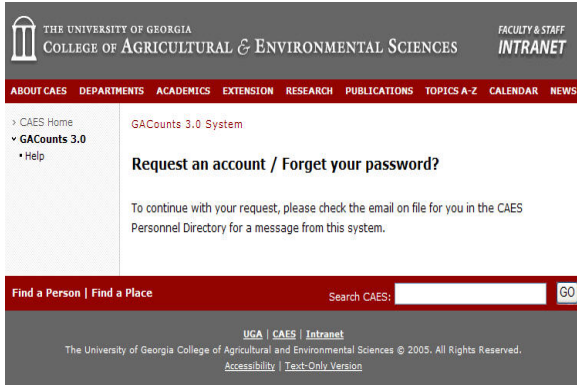 THE UNIVERSITY OF GEORGIA
COLLEGE OF AGRICULTURAL & ENVIRONMENTAL SCIENCES
FACULTY & STAFF
INTRANET
ABOUT CAES DEPARTMENTS ACADEMICS EXTENSION RESEARCH PUBLICATIONS TOPICS A-Z CALENDAR NEWS
> CAES Home
GACounts 3.0
• Help
GACounts 3.0 System
Request an account / Forget your password?
To continue with your request, please check the email on file for you in the CAES
Personnel Directory for a message from this system.
Find a Person | Find a Place
Search CAES:
GO
UGA | CAES | Intranet
The University of Georgia College of Agricultural and Environmental Sciences © 2005. All Rights Reserved.
Accessibility | Text-Only Version